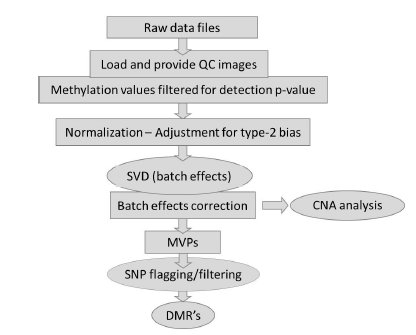 Raw data files
Load and provide QC images
Methylation values filtered for detection p-value
Normalization – Adjustment for type-2 bias
SVD (batch effects)
Batch effects correction
CNA analysis
MVPs
SNP flagging/filtering
DMR's